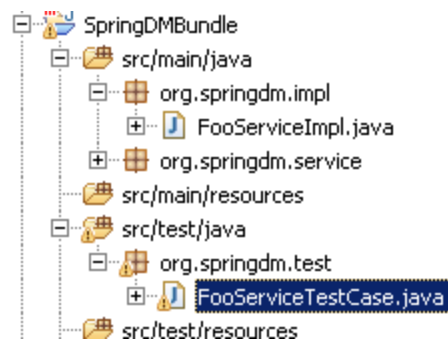 SpringDMBundle
src/main/java
org.springdm.impl
FooServiceImpl.java
org.springdm.service
src/main/resources
src/test/java
org.springdm.test
FooServiceTestCase.java
src/test/resources